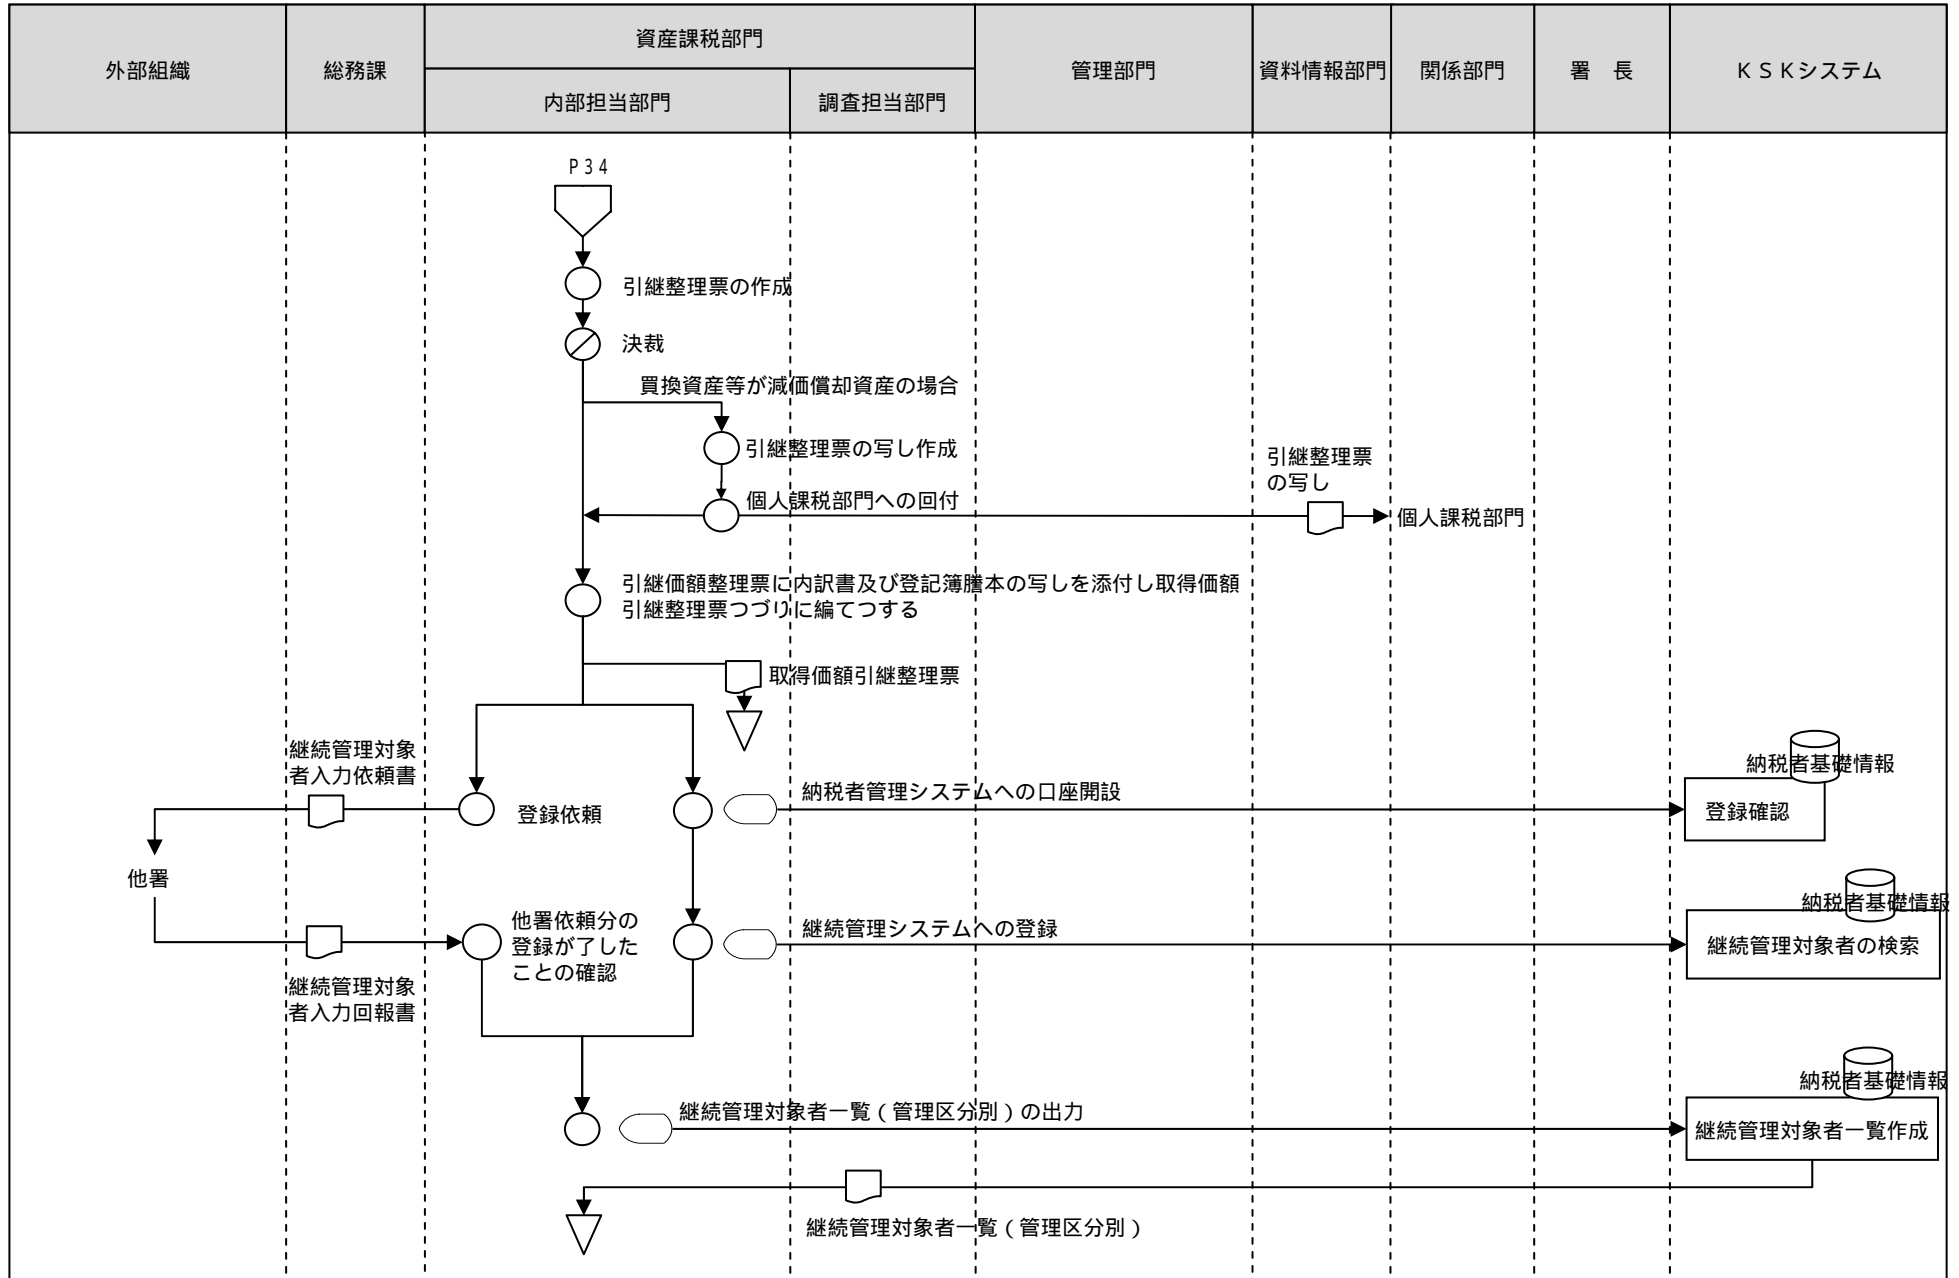 外部組織
総務課
資産課税部門
内部担当部門
調査担当部門
管理部門
資料情報部門
関係部門
署　長
ＫＳＫシステム
Ｐ３４
引継整理票の作成
決裁
買換資産等が減価償却資産の場合
引継整理票の写し作成
引継整理票
の写し
個人課税部門への回付
個人課税部門
引継価額整理票に内訳書及び登記簿謄本の写しを添付し取得価額
引継整理票つづりに編てつする
取得価額引継整理票
継続管理対象
者入力依頼書
登録依頼
納税者管理システムへの口座開設
納税者基礎情報
登録確認
他署
他署依頼分の
登録が了した
ことの確認
継続管理システムへの登録
納税者基礎情報
継続管理対象者の検索
継続管理対象
者入力回報書
継続管理対象者一覧（管理区分別）の出力
納税者基礎情報
継続管理対象者一覧作成
継続管理対象者一覧（管理区分別）